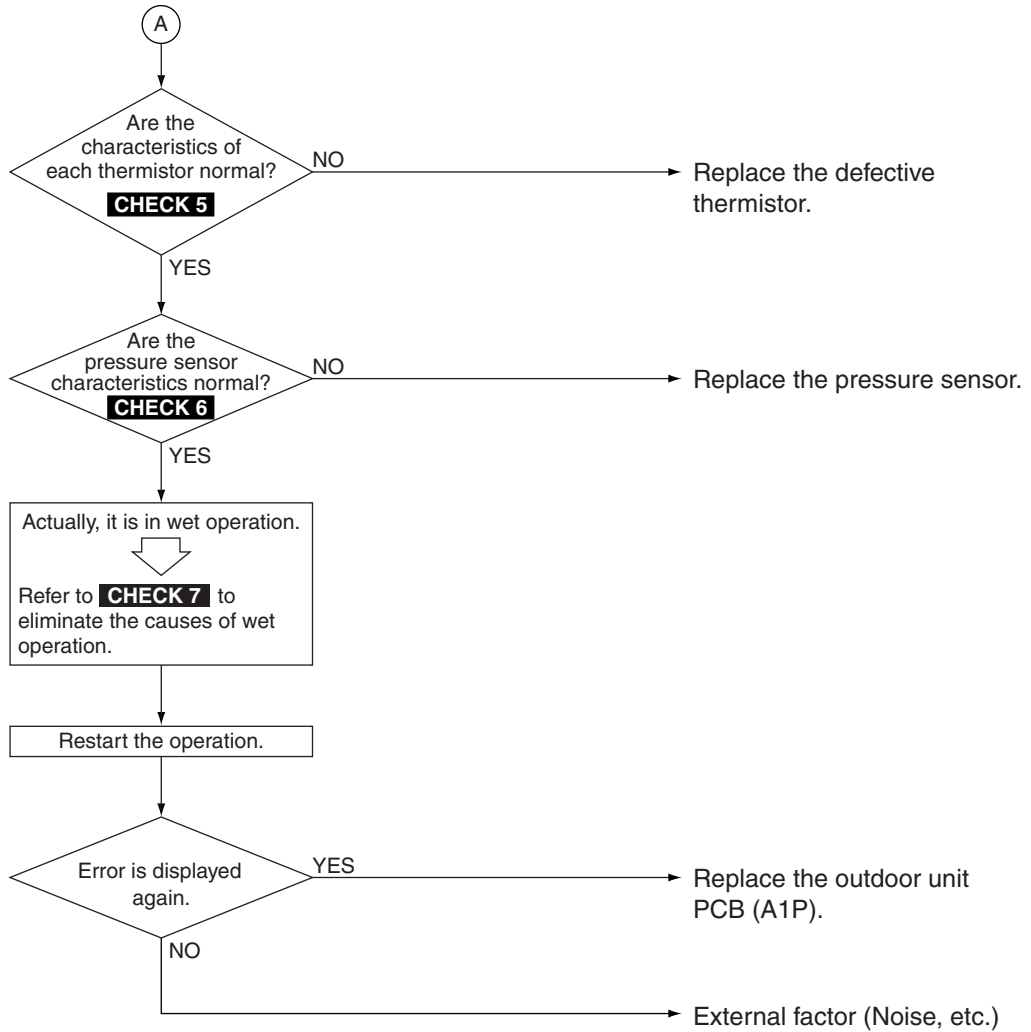 A
Are the
characteristics of
each thermistor normal?
CHECK 5
NO
Replace the defective
thermistor.
YES
Are the
pressure sensor
characteristics normal?
CHECK 6
NO
Replace the pressure sensor.
YES
Actually, it is in wet operation.
Refer to CHECK 7 to
eliminate the causes of wet
operation.
Restart the operation.
Error is displayed
again.
YES
Replace the outdoor unit
PCB (A1P).
NO
External factor (Noise, etc.)